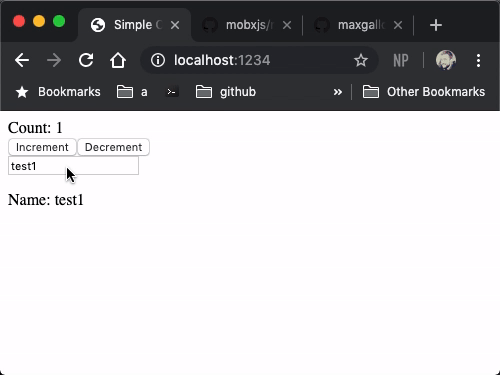 Simple C
mobxjs/
maxgall
localhost:1234
NP
Bookmarks
a
github
»
Other Bookmarks
Count: 1
Increment
Decrement
test1
Name: test1